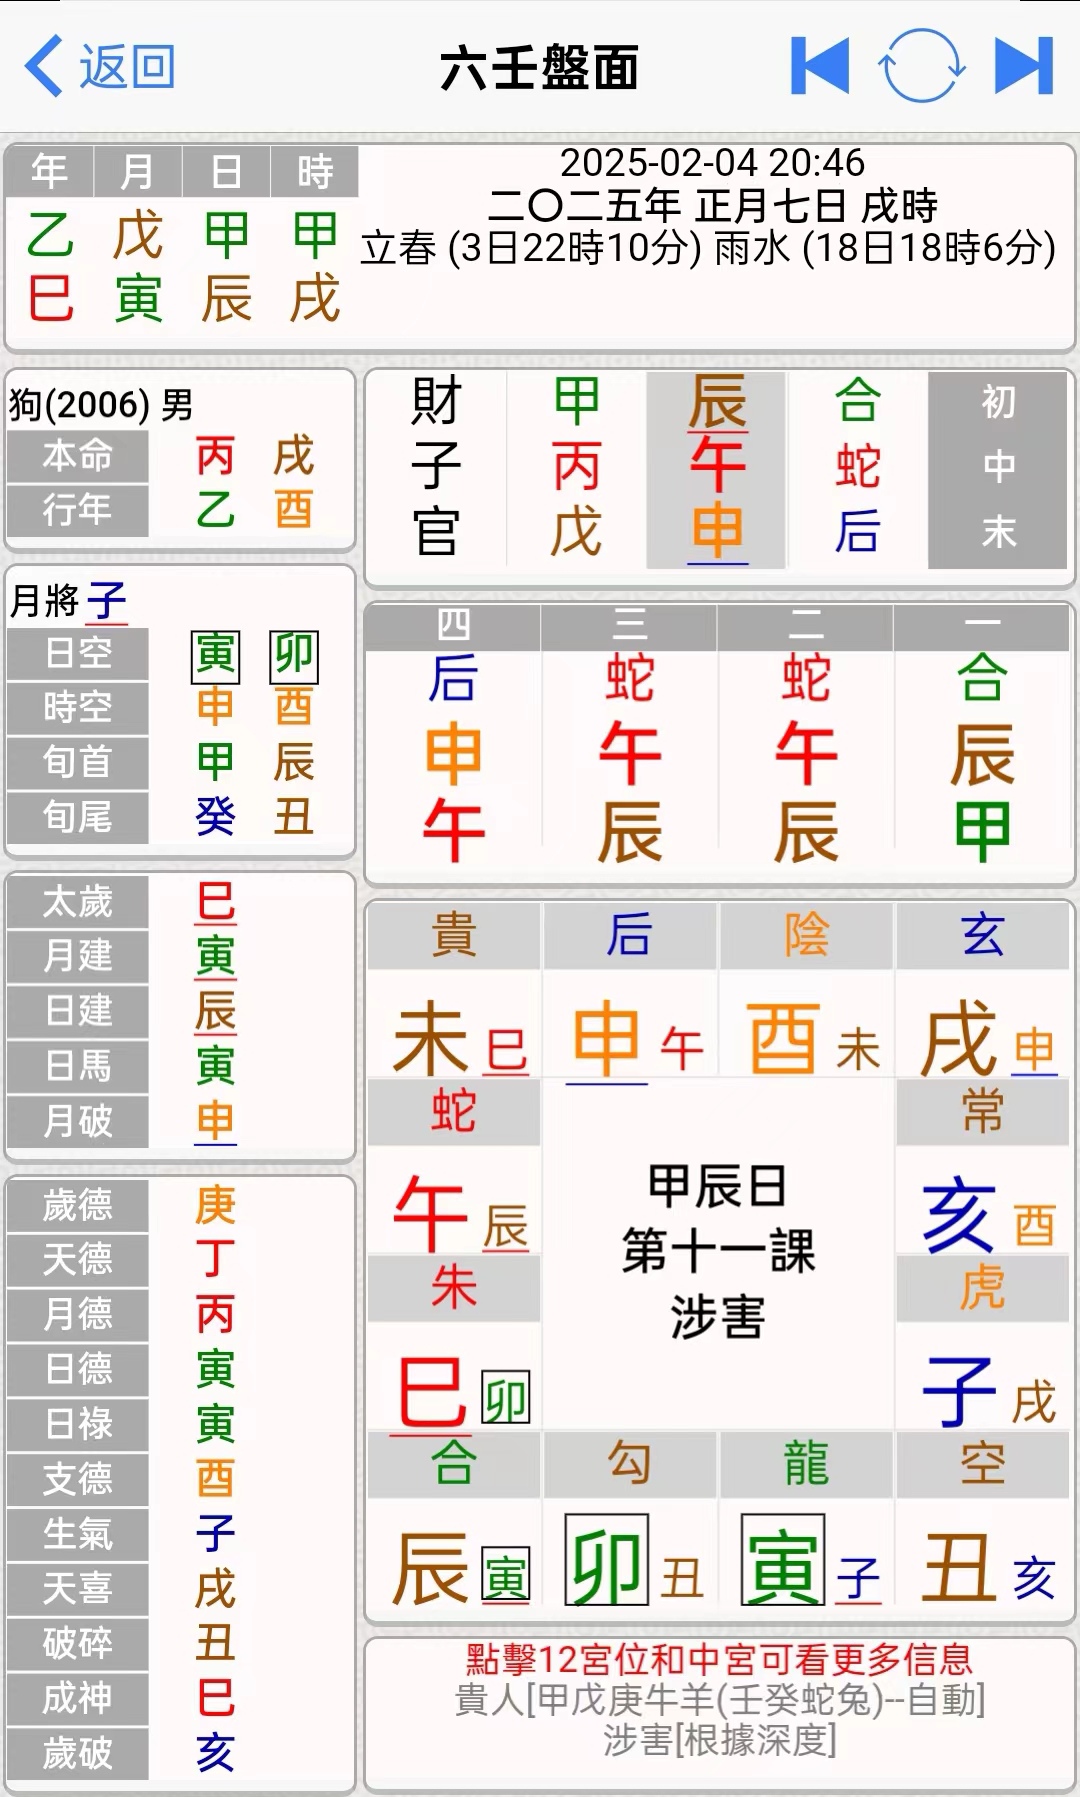 返回
六壬盤面
年 月 日 時
乙 戊 甲 甲
巳 寅 辰 戌
2025-02-04 20:46
二〇二五年 正月七日 戌時
立春 (3日22時10分) 雨水 (18日18時6分)
狗(2006) 男
本命 丙 戌
行年 乙 酉
月將 子
日空 寅 卯
時空 申 酉
旬首 甲 辰
旬尾 癸 丑
太歲 巳
月建 寅
日建 辰
日馬 寅
月破 申
歲德 庚
天德 丁
月德 丙
日德 寅
日祿 寅
支德 酉
生氣 子
天喜 戌
破碎 丑
成神 巳
歲破 亥
財 甲 辰 合 初
子 丙 午 蛇 中
官 戊 申 后 末
四 三 二 一
后 蛇 蛇 合
申 午 午 辰
午 辰 辰 甲
貴 后 陰 玄
未 巳 申 午 酉 未 戌 申
蛇 常
午 辰 亥 酉
朱 虎
巳 卯 子 戌
合 勾 龍 空
辰 寅 卯 丑 寅 子 丑 亥
甲辰日
第十一課
涉害
點擊12宮位和中宮可看更多信息
貴人[甲戊庚牛羊(壬癸蛇兔)--自動]
涉害[根據深度]